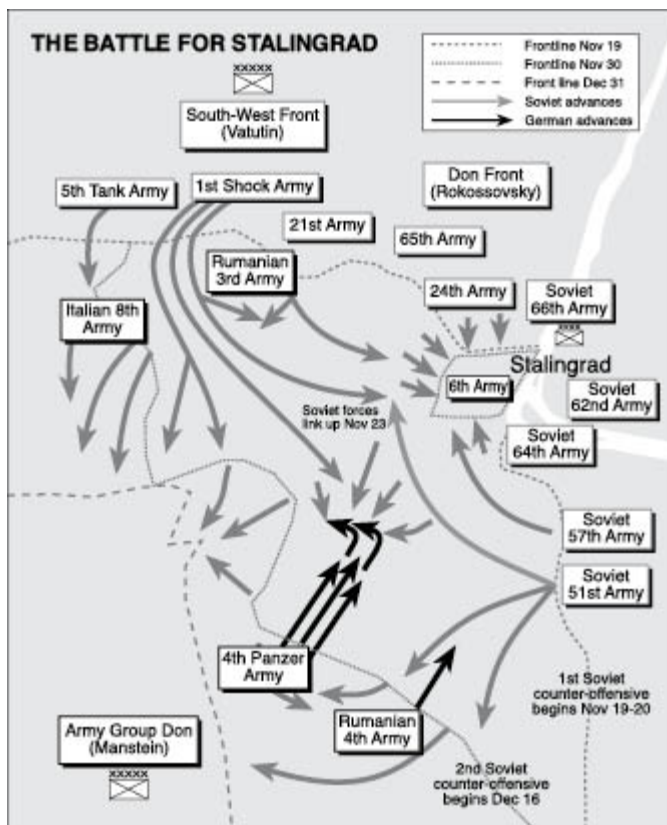 THE BATTLE FOR STALINGRAD
Frontline Nov 19
Frontline Nov 30
Front line Dec 31
Soviet advances
German advances
XXXXX
South-West Front
(Vatutin)
Don Front
(Rokossovsky)
5th Tank Army
1st Shock Army
21st Army
65th Army
Rumanian
3rd Army
24th Army
Soviet
66th Army
Italian 8th
Army
XXX
Stalingrad
6th Army
Soviet
62nd Army
Soviet forces
link up Nov 23
Soviet
64th Army
Soviet
57th Army
Soviet
51st Army
4th Panzer
Army
1st Soviet
counter-offensive
begins Nov 19-20
Rumanian
4th Army
Army Group Don
(Manstein)
XXXXX
2nd Soviet
counter-offensive
begins Dec 16